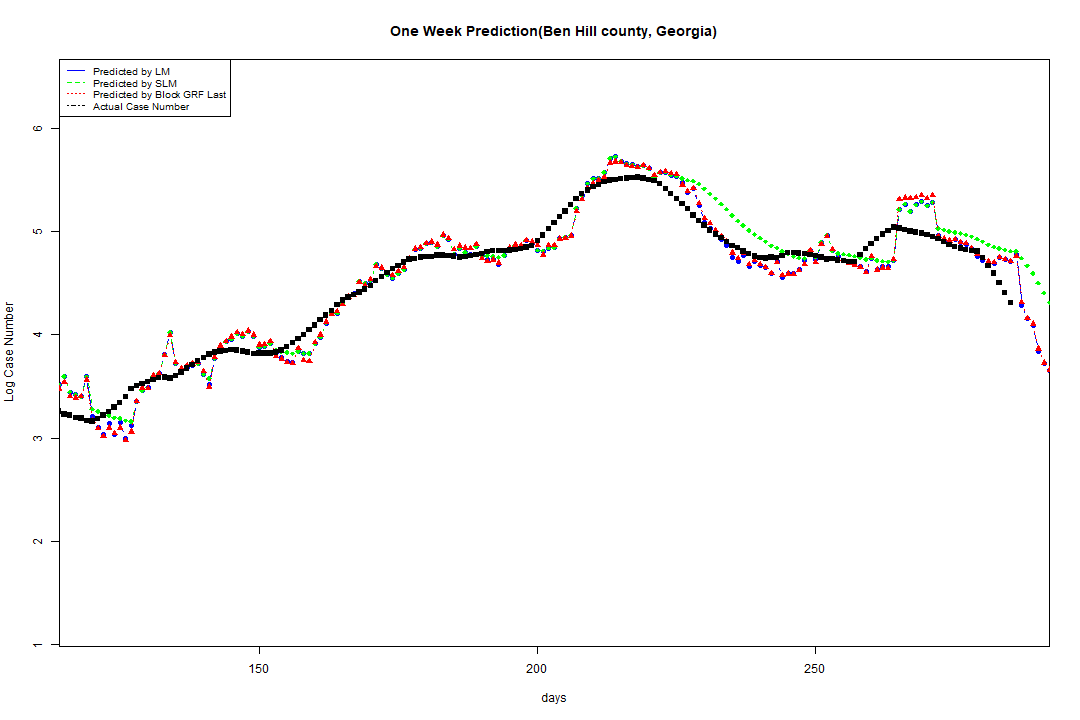 One Week Prediction(Ben Hill county, Georgia)
Predicted by LM
Predicted by SLM
Predicted by Block GRF Last
Actual Case Number
6
5
4
3
2
1
Log Case Number
150
200
250
days